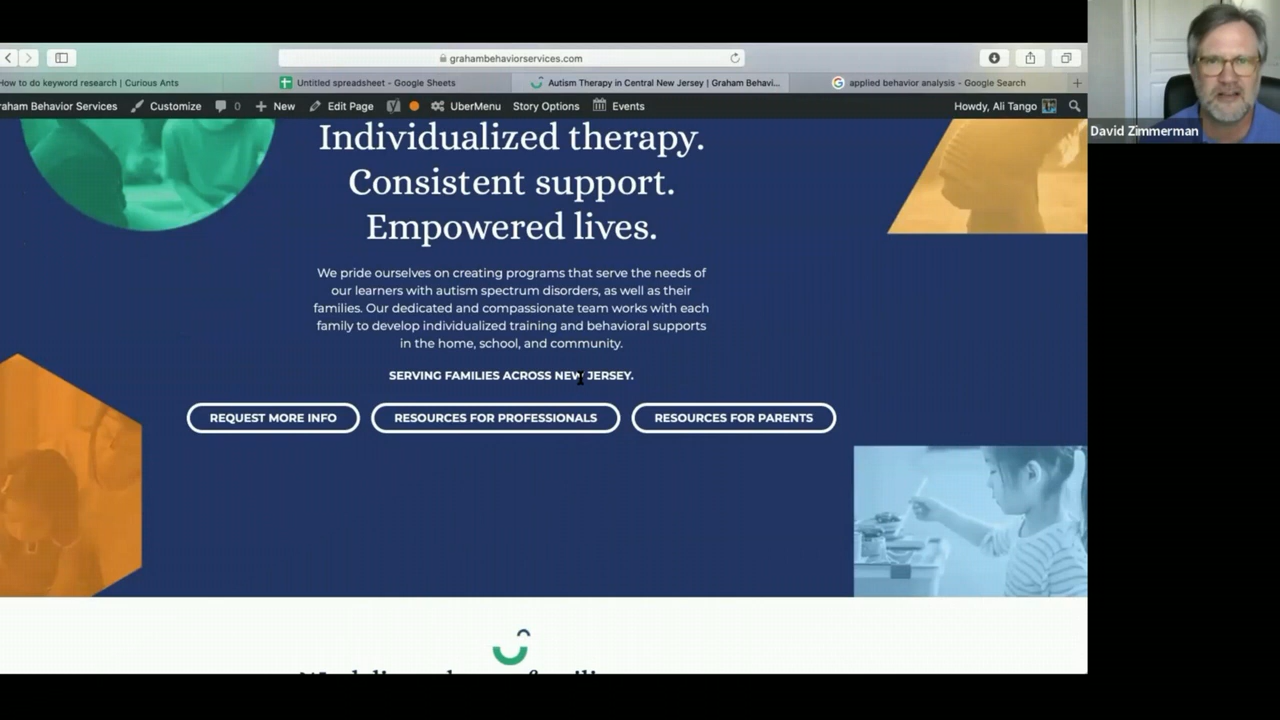 grahambehaviorservices.com
How to do keyword research | Curious Ants
Untitled spreadsheet - Google Sheets
Autism Therapy in Central New Jersey | Graham Behavi...
applied behavior analysis - Google Search
raham Behavior Services
Customize
0
New
Edit Page
UberMenu
Story Options
Events
Howdy, Ali Tango
David Zimmerman
Individualized therapy.
Consistent support.
Empowered lives.
We pride ourselves on creating programs that serve the needs of
our learners with autism spectrum disorders, as well as their
families. Our dedicated and compassionate team works with each
family to develop individualized training and behavioral supports
in the home, school, and community.
SERVING FAMILIES ACROSS NEW JERSEY.
REQUEST MORE INFO
RESOURCES FOR PROFESSIONALS
RESOURCES FOR PARENTS